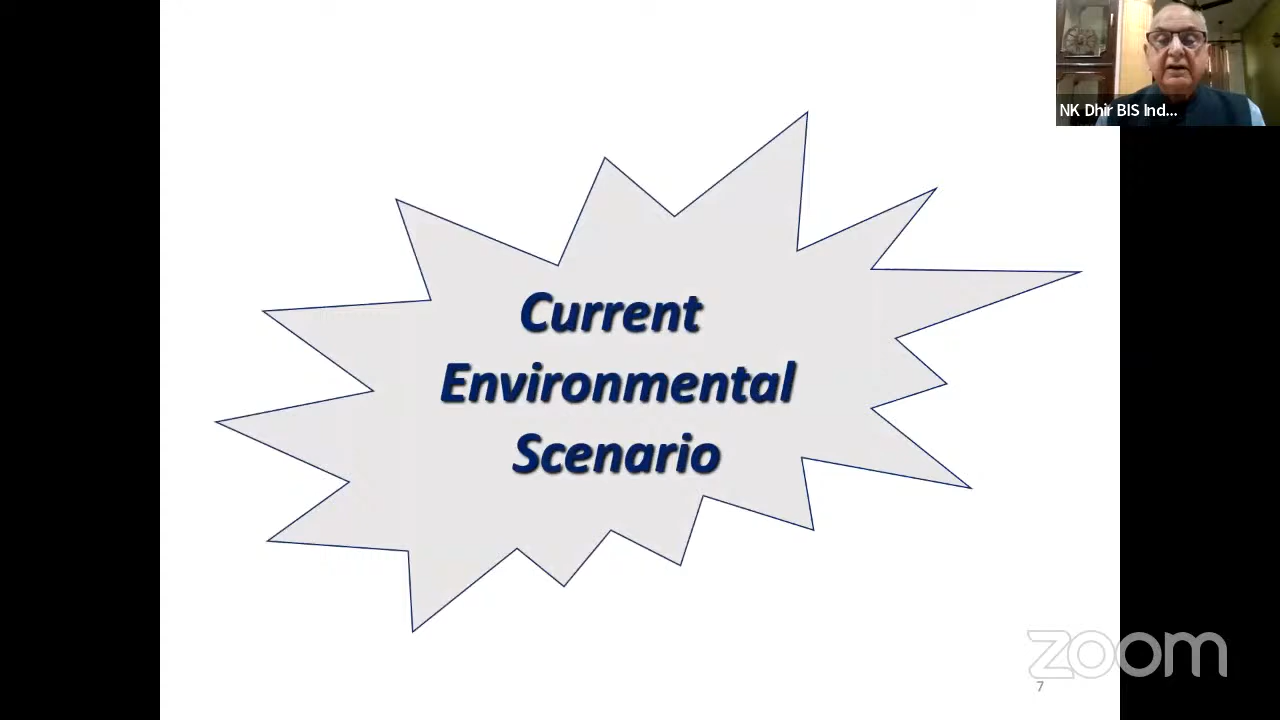 NK Dhir BIS Ind...
Current
Environmental
Scenario
zoom
7